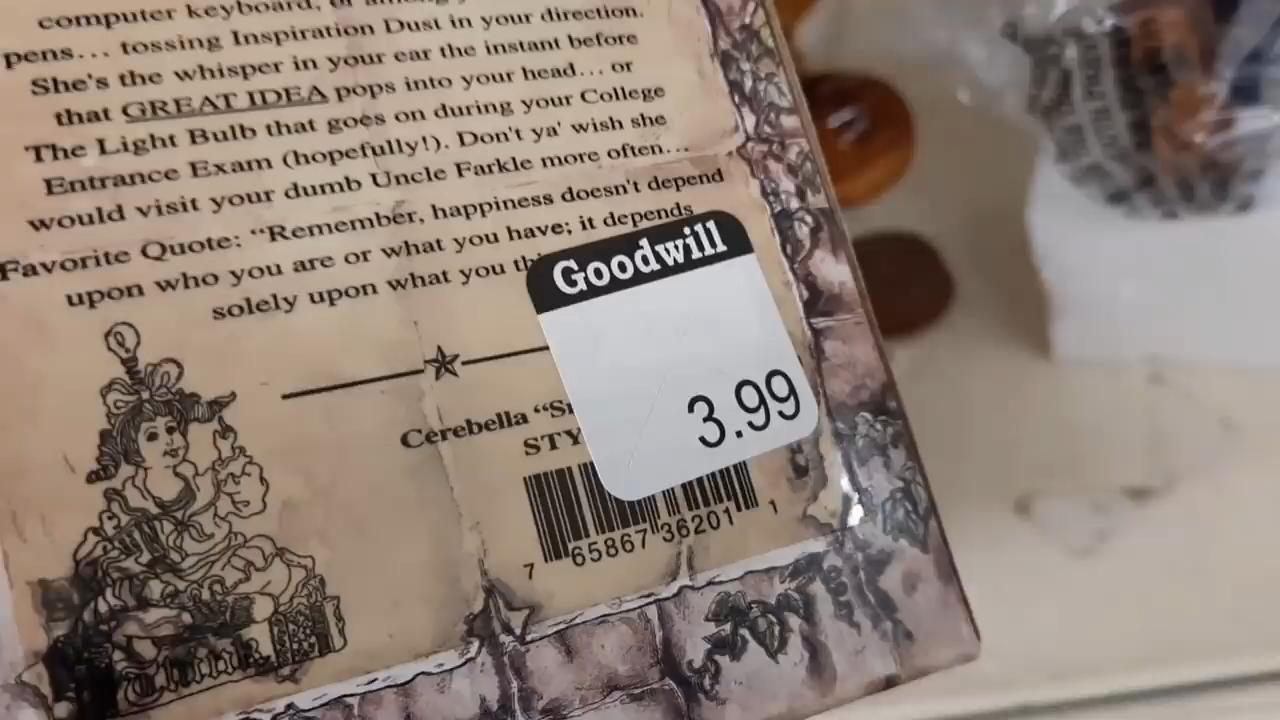 computer keyboard, or
pens... tossing Inspiration Dust in your direction.
She's the whisper in your ear the instant before
that GREAT IDEA pops into your head... or
The Light Bulb that goes on during your College
Entrance Exam (hopefully!). Don't ya' wish she
would visit your dumb Uncle Farkle more often...
Favorite Quote: “Remember, happiness doesn't depend
upon who you are or what you have; it depends
solely upon what you
Goodwill
3.99
Cerebella
STY
7 65867 36201 1
Think